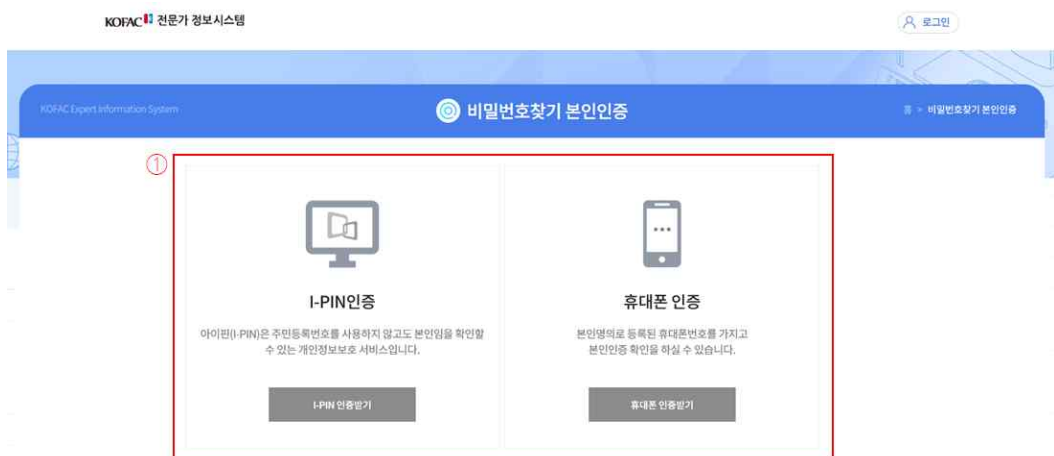 KOFAC 전문가 정보시스템
로그인
KOFAC Expert Information System
비밀번호찾기 본인인증
홈 > 비밀번호찾기 본인인증
①
I-PIN인증
아이핀(I-PIN)은 주민등록번호를 사용하지 않고도 본인임을 확인할
수 있는 개인정보보호 서비스입니다.
I-PIN 인증받기
휴대폰 인증
본인명의로 등록된 휴대폰번호를 가지고
본인인증 확인을 하실 수 있습니다.
휴대폰 인증받기